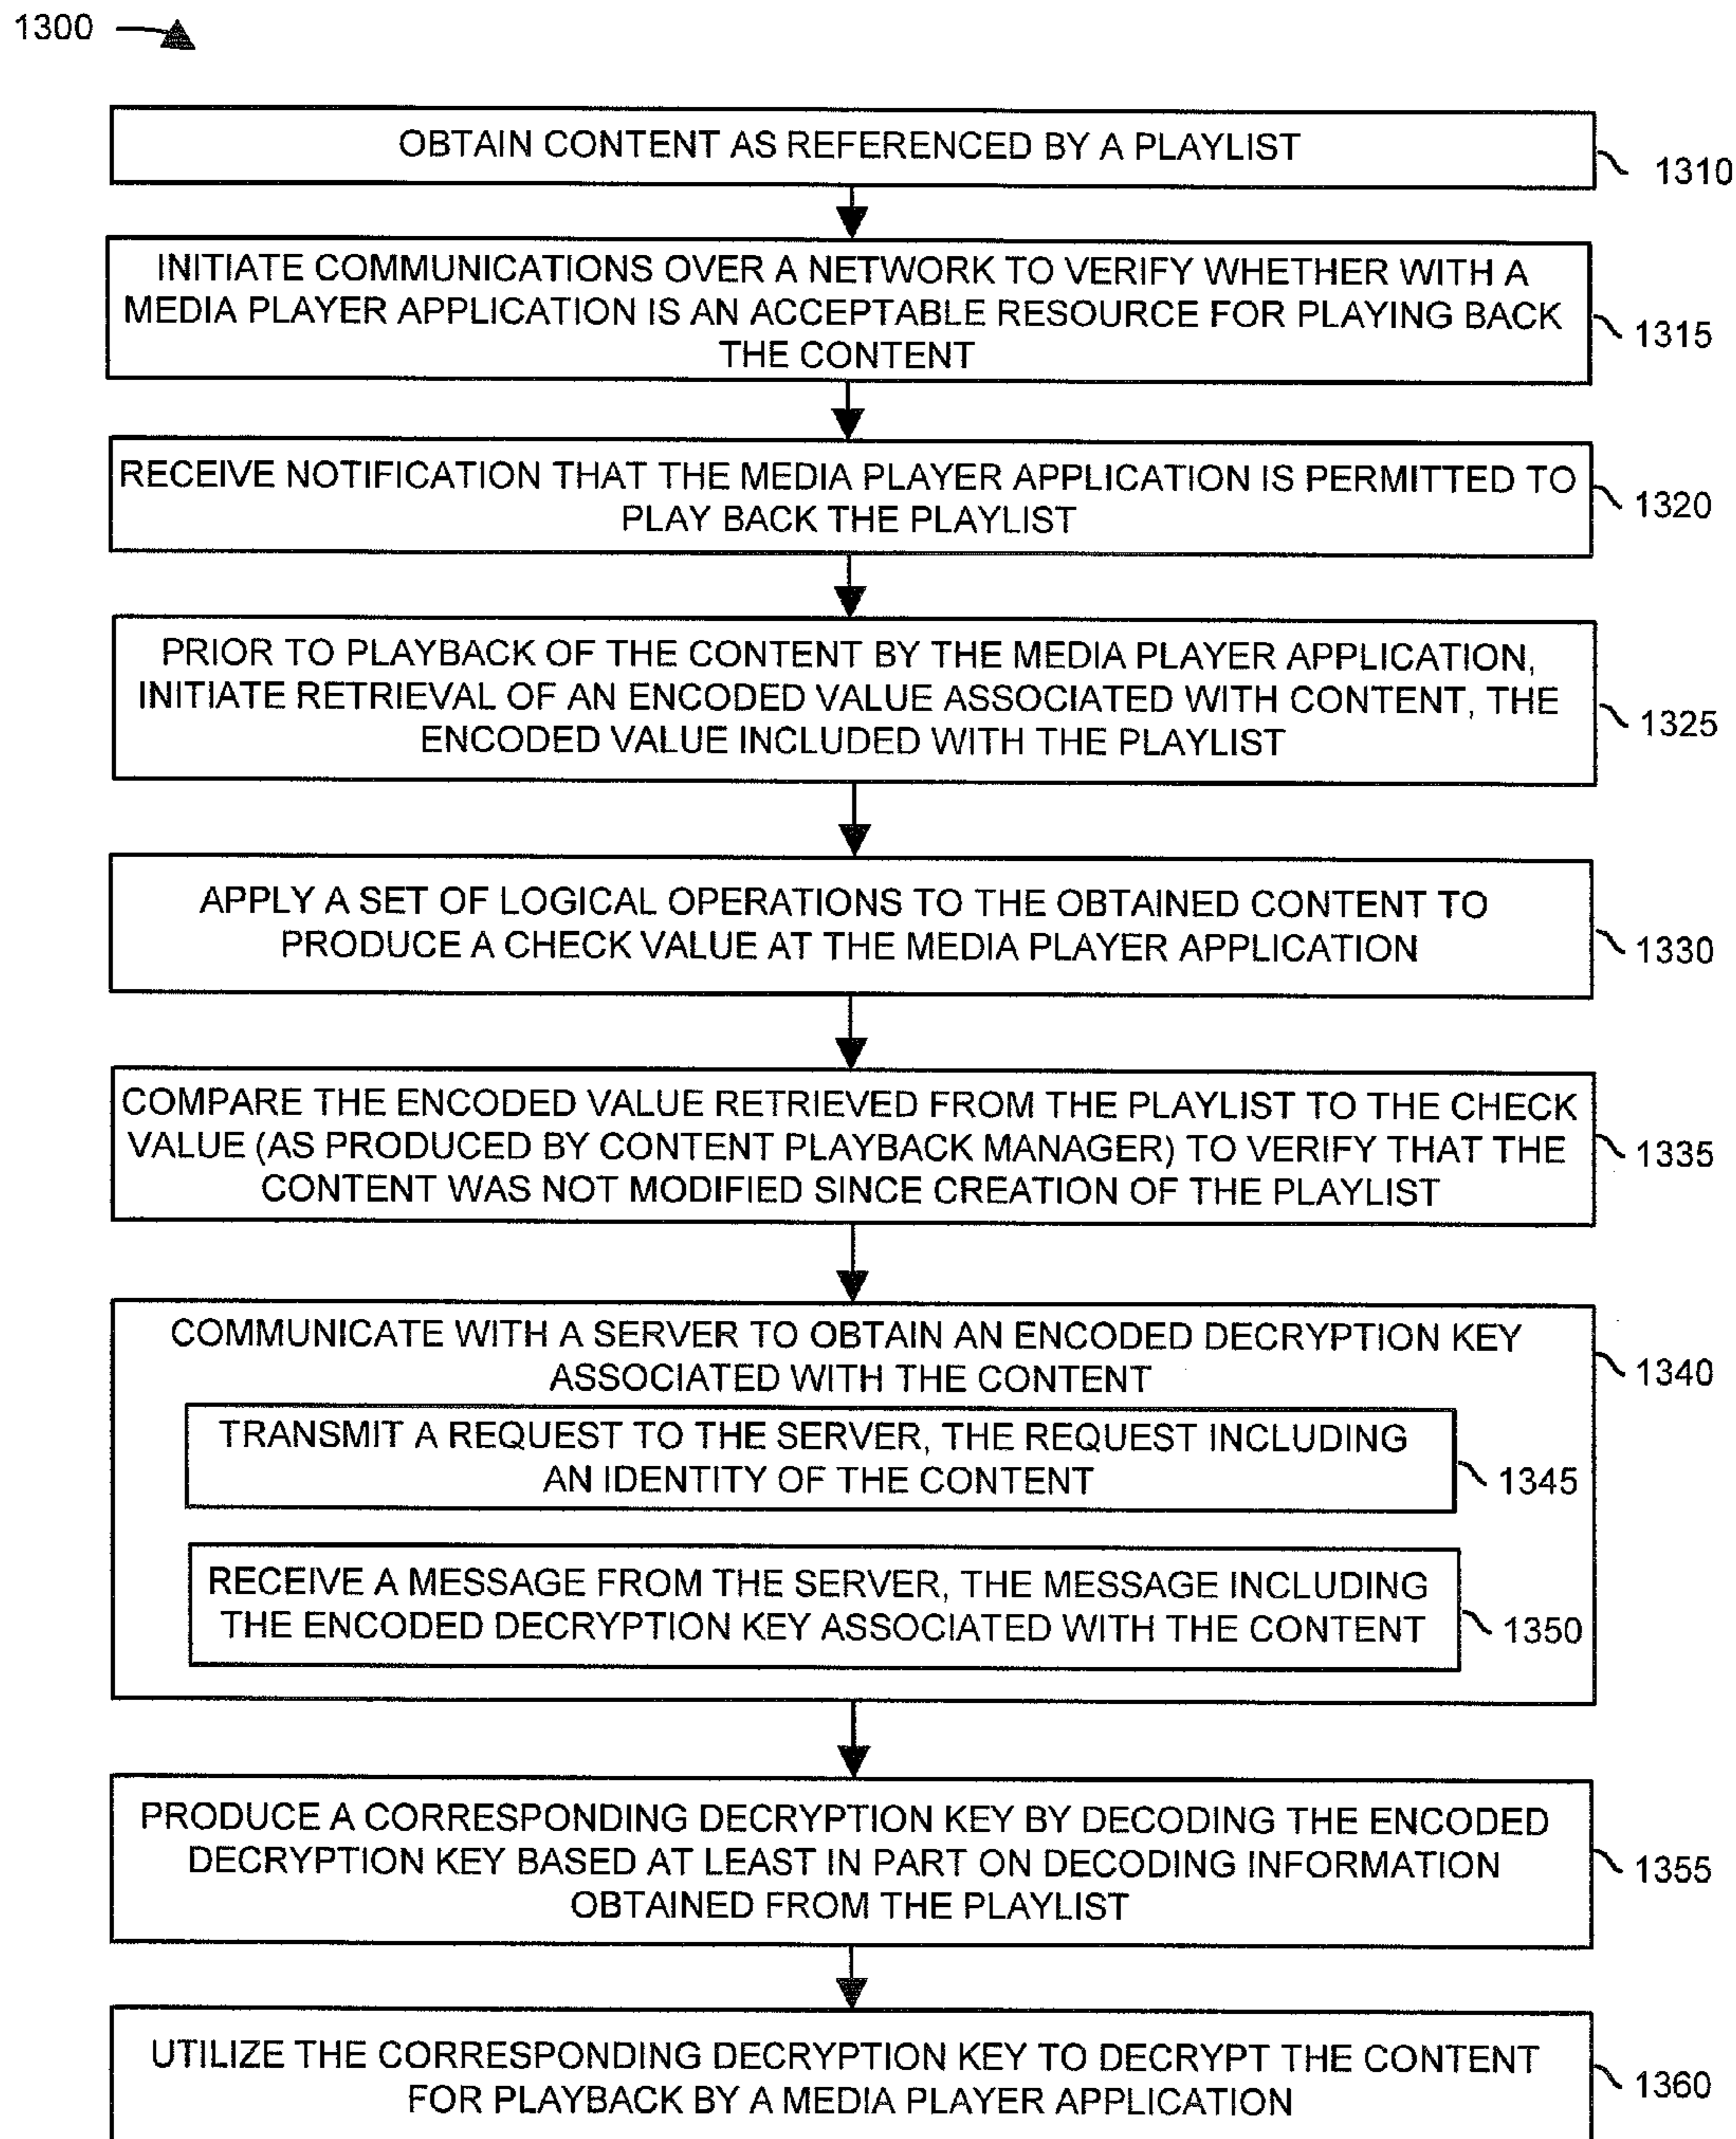 1300
OBTAIN CONTENT AS REFERENCED BY A PLAYLIST
1310
INITIATE COMMUNICATIONS OVER A NETWORK TO VERIFY WHETHER WITH A
MEDIA PLAYER APPLICATION IS AN ACCEPTABLE RESOURCE FOR PLAYING BACK
THE CONTENT
1315
RECEIVE NOTIFICATION THAT THE MEDIA PLAYER APPLICATION IS PERMITTED TO
PLAY BACK THE PLAYLIST
1320
PRIOR TO PLAYBACK OF THE CONTENT BY THE MEDIA PLAYER APPLICATION,
INITIATE RETRIEVAL OF AN ENCODED VALUE ASSOCIATED WITH CONTENT, THE
ENCODED VALUE INCLUDED WITH THE PLAYLIST
1325
APPLY A SET OF LOGICAL OPERATIONS TO THE OBTAINED CONTENT TO
PRODUCE A CHECK VALUE AT THE MEDIA PLAYER APPLICATION
1330
COMPARE THE ENCODED VALUE RETRIEVED FROM THE PLAYLIST TO THE CHECK
VALUE (AS PRODUCED BY CONTENT PLAYBACK MANAGER) TO VERIFY THAT THE
CONTENT WAS NOT MODIFIED SINCE CREATION OF THE PLAYLIST
1335
COMMUNICATE WITH A SERVER TO OBTAIN AN ENCODED DECRYPTION KEY
ASSOCIATED WITH THE CONTENT
1340
TRANSMIT A REQUEST TO THE SERVER, THE REQUEST INCLUDING
AN IDENTITY OF THE CONTENT
1345
RECEIVE A MESSAGE FROM THE SERVER, THE MESSAGE INCLUDING
THE ENCODED DECRYPTION KEY ASSOCIATED WITH THE CONTENT
1350
PRODUCE A CORRESPONDING DECRYPTION KEY BY DECODING THE ENCODED
DECRYPTION KEY BASED AT LEAST IN PART ON DECODING INFORMATION
OBTAINED FROM THE PLAYLIST
1355
UTILIZE THE CORRESPONDING DECRYPTION KEY TO DECRYPT THE CONTENT
FOR PLAYBACK BY A MEDIA PLAYER APPLICATION
1360